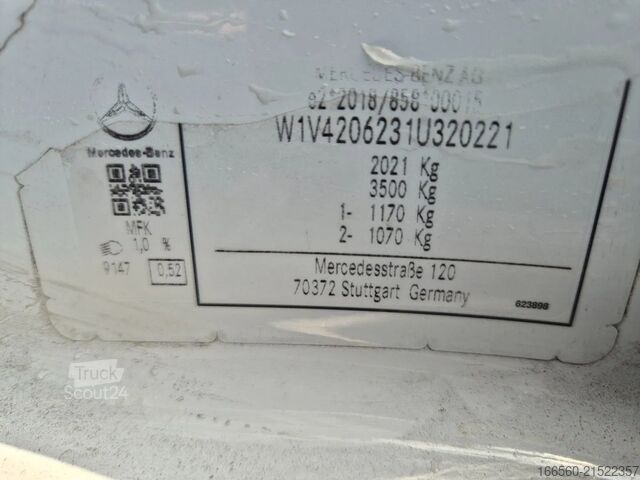 MERCEDES-BENZ AG
e2*2018/858*00015
W1V4206231U320221
2021 Kg
3500 Kg
1- 1170 Kg
2- 1070 Kg
Mercedesstraße 120
70372 Stuttgart Germany
623898
Mercedes-Benz
MFK
1,0 %
9147 0,52
Truck
Scout24
166560-21522357